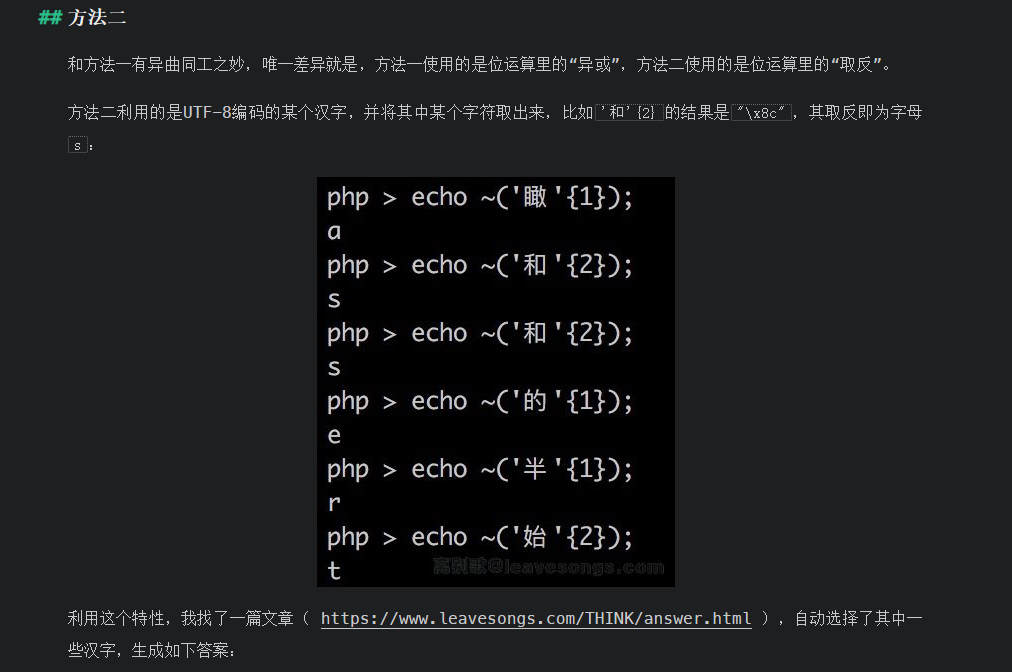 ## 方法二
和方法一有异曲同工之妙，唯一差异就是，方法一使用的是位运算里的“异或”，方法二使用的是位运算里的“取反”。
方法二利用的是UTF-8编码的某个汉字，并将其中某个字符取出来，比如'和'{2}的结果是"\x8c"，其取反即为字母
s：
php > echo ~('瞰'{1});
a
php > echo ~('和'{2});
s
php > echo ~('和'{2});
s
php > echo ~('的'{1});
e
php > echo ~('半'{1});
r
php > echo ~('始'{2});
t
离别歌@leavesongs.com
利用这个特性，我找了一篇文章（ https://www.leavesongs.com/THINK/answer.html ），自动选择了其中一
些汉字，生成如下答案：